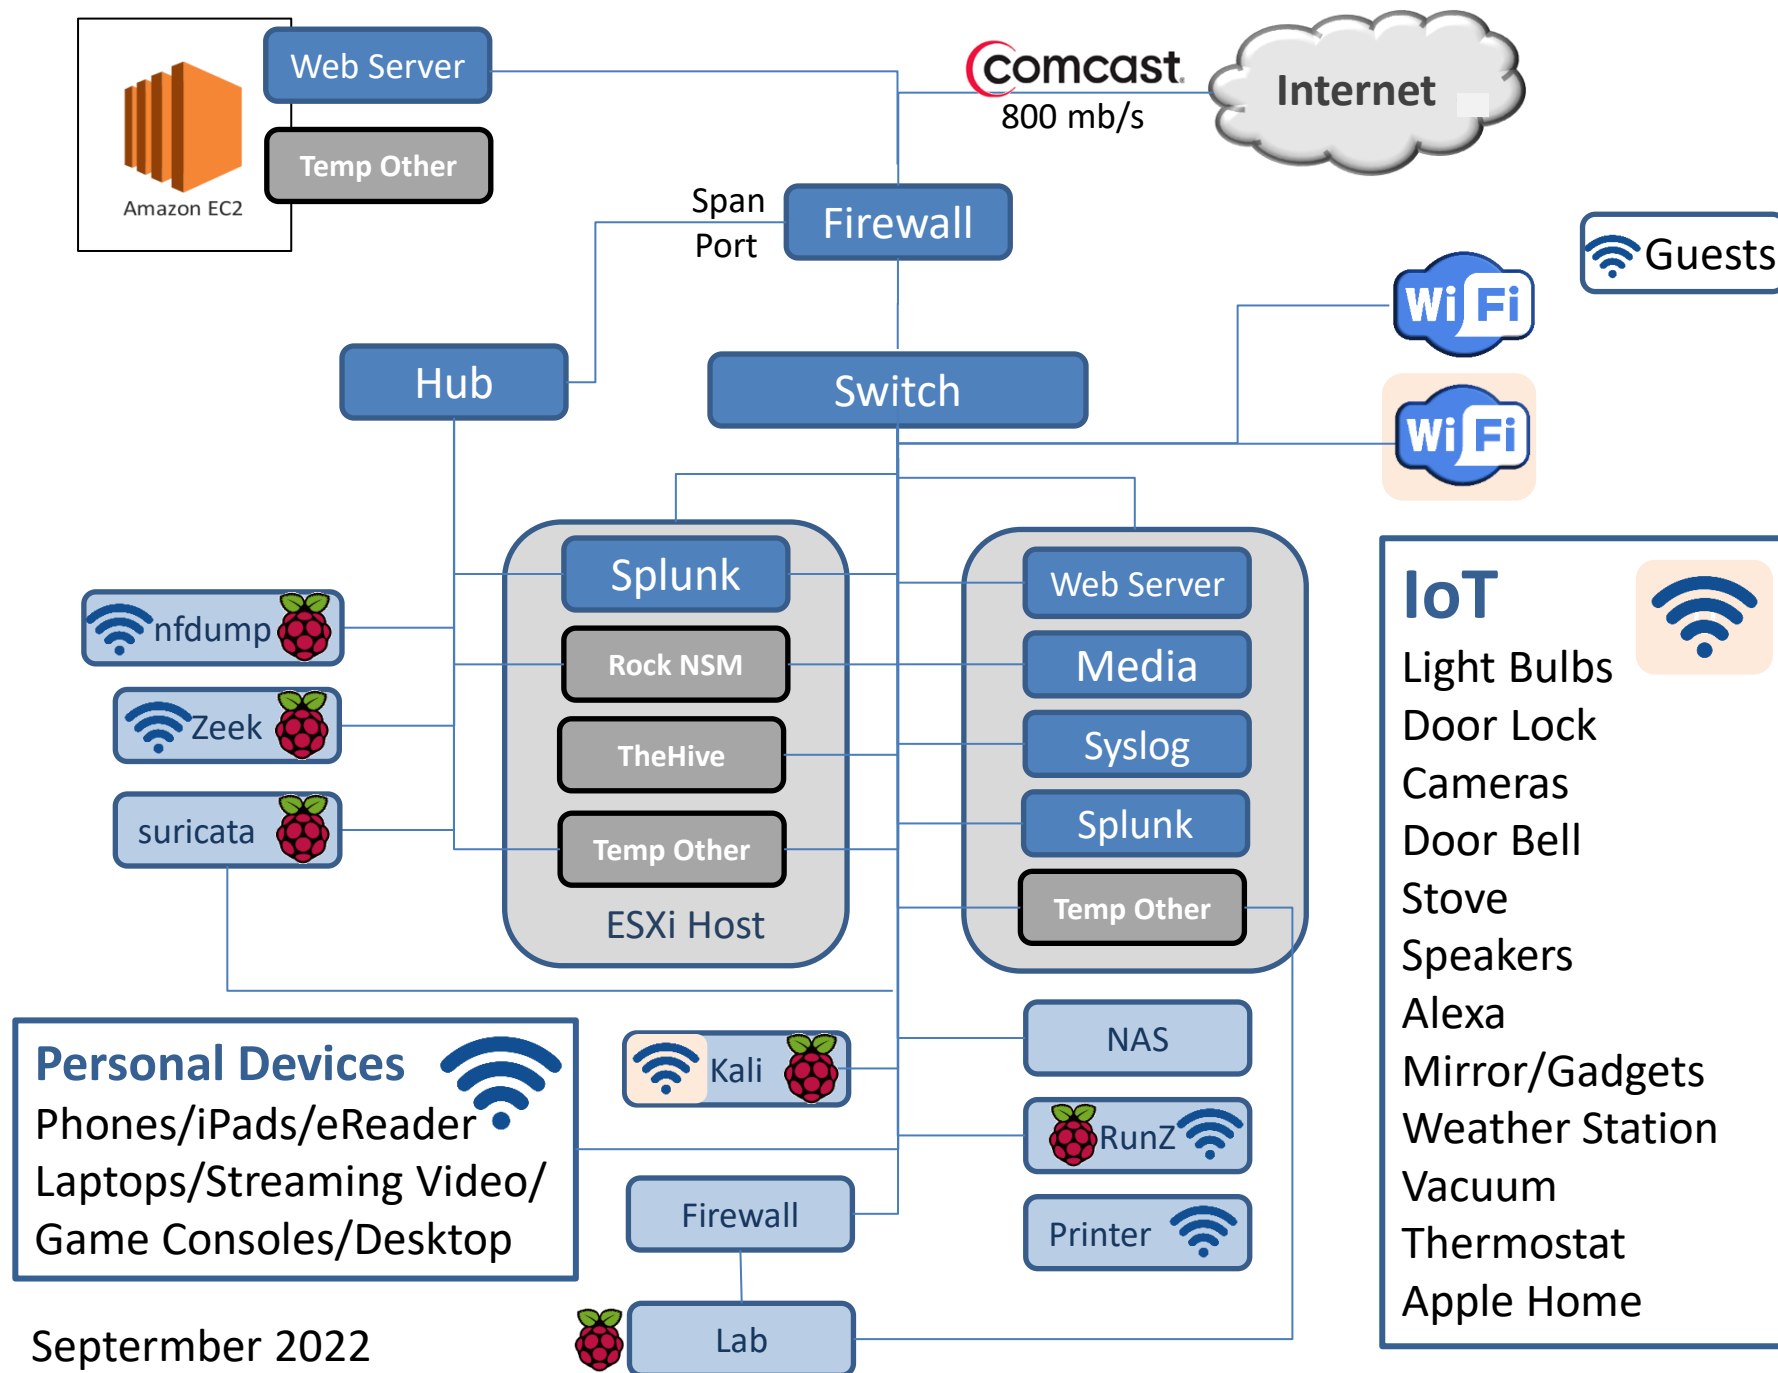 Web Server
Temp Other
Amazon EC2
comcast.
800 mb/s
Internet
Span
Port
Firewall
Guests
Wi Fi
Hub
Switch
Wi Fi
Splunk
Rock NSM
TheHive
Temp Other
ESXi Host
Web Server
Media
Syslog
Splunk
Temp Other
nfdump
Zeek
suricata
IoT
Light Bulbs
Door Lock
Cameras
Door Bell
Stove
Speakers
Alexa
Mirror/Gadgets
Weather Station
Vacuum
Thermostat
Apple Home
Personal Devices
Phones/iPads/eReader
Laptops/Streaming Video/
Game Consoles/Desktop
Kali
NAS
RunZ
Printer
Firewall
Lab
Septermber 2022